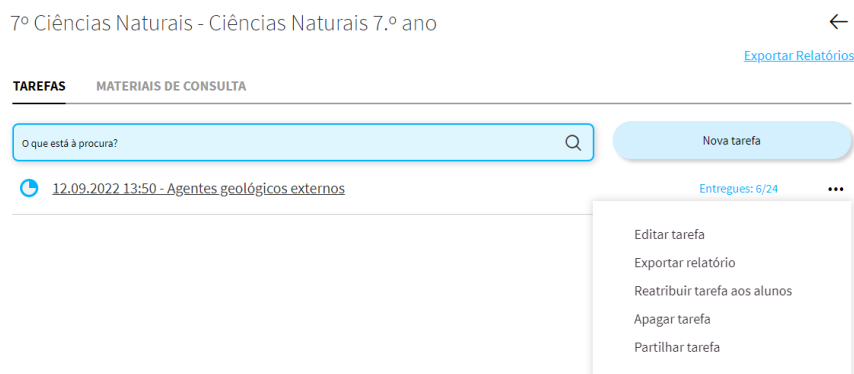 7º Ciências Naturais - Ciências Naturais 7.º ano
Exportar Relatórios
TAREFAS MATERIAIS DE CONSULTA
O que está à procura?
Nova tarefa
12.09.2022 13:50 - Agentes geológicos externos
Entregues: 6/24
Editar tarefa
Exportar relatório
Reatribuir tarefa aos alunos
Apagar tarefa
Partilhar tarefa